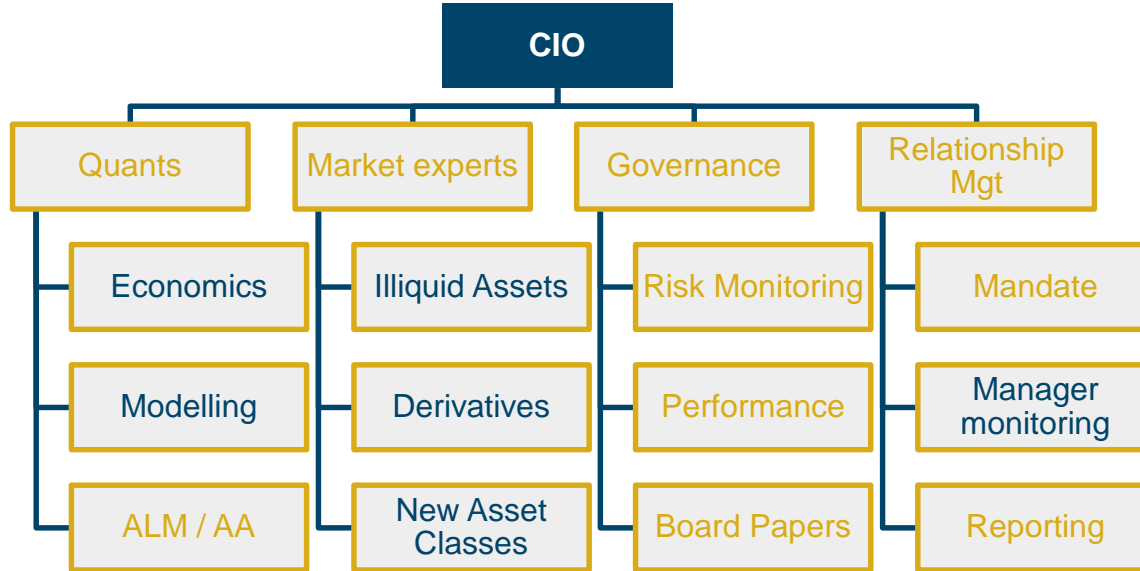 CIO
Quants
Market experts
Governance
Relationship
Mgt
Economics
Illiquid Assets
Risk Monitoring
Mandate
Modelling
Derivatives
Performance
Manager
monitoring
ALM / AA
New Asset
Classes
Board Papers
Reporting